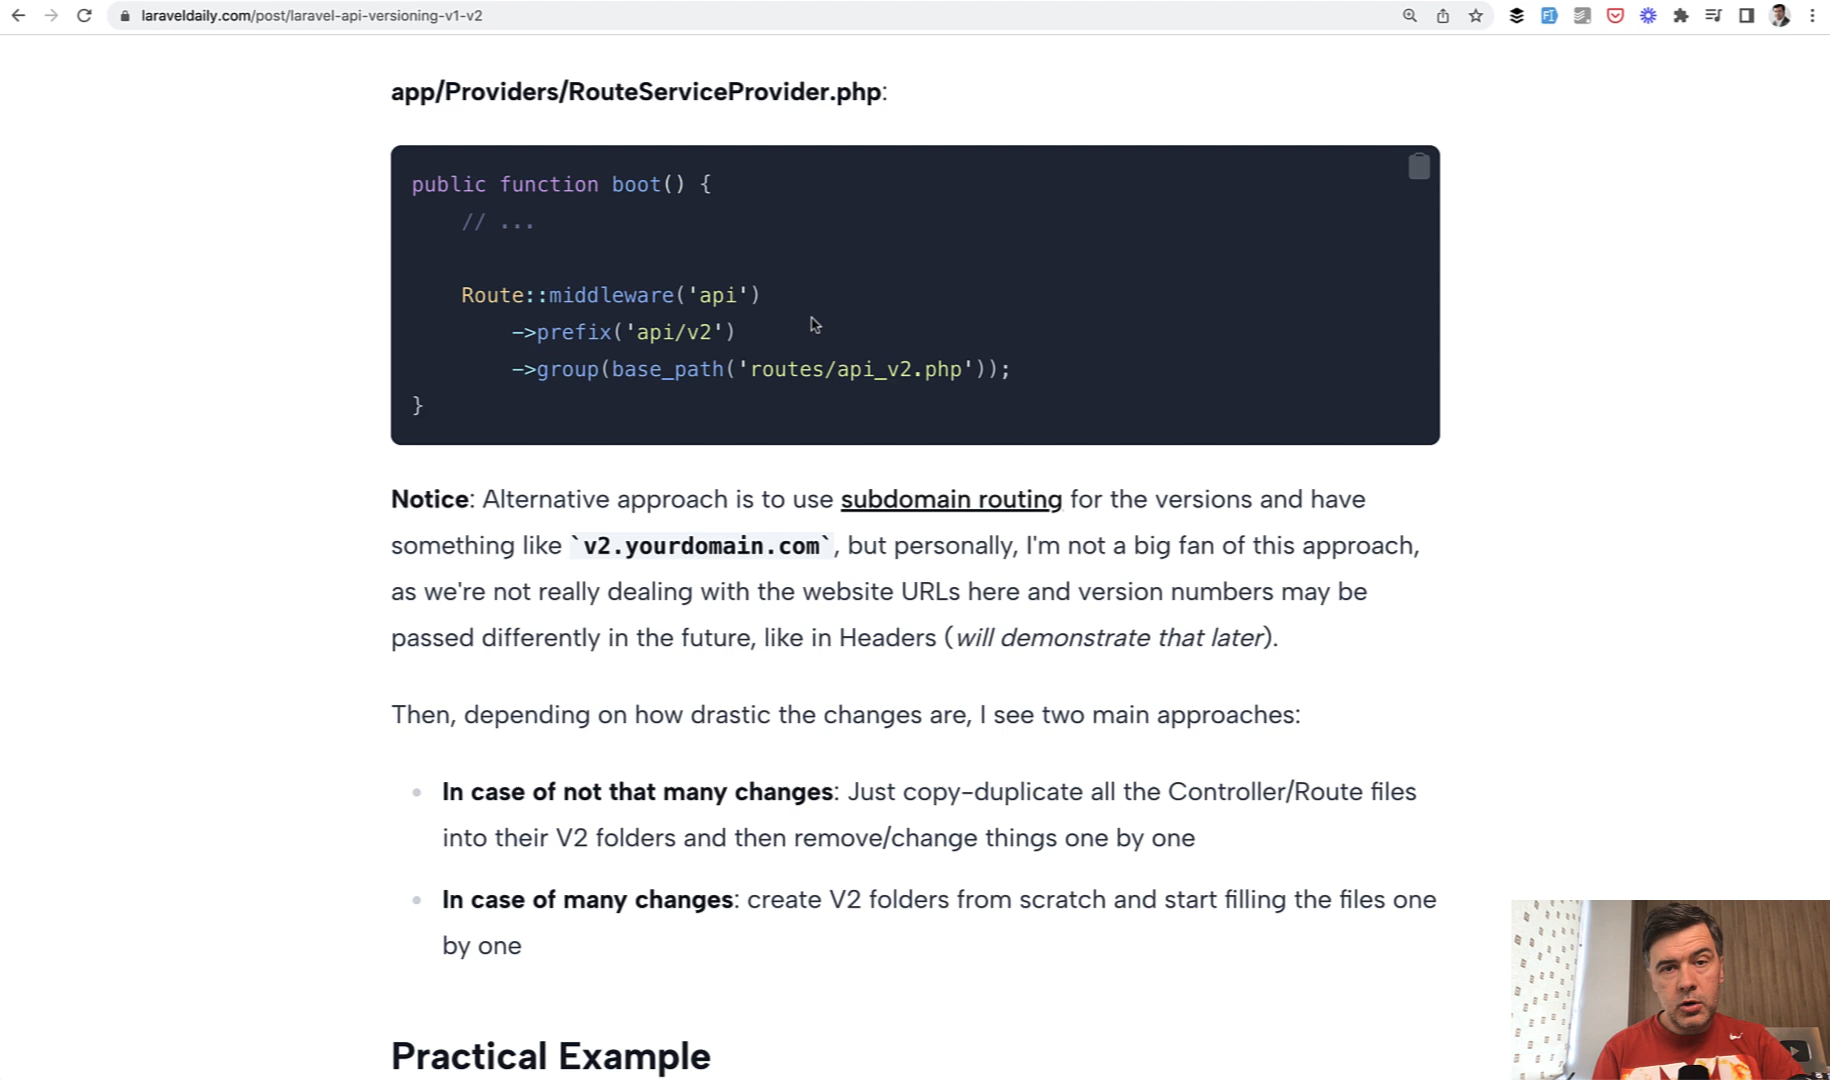 laraveldaily.com/post/laravel-api-versioning-v1-v2
app/Providers/RouteServiceProvider.php:
public function boot() {
// ...
Route::middleware('api')
->prefix('api/v2')
->group(base_path('routes/api_v2.php'));
}
Notice: Alternative approach is to use subdomain routing for the versions and have
something like `v2.yourdomain.com`, but personally, I'm not a big fan of this approach,
as we're not really dealing with the website URLs here and version numbers may be
passed differently in the future, like in Headers (will demonstrate that later).
Then, depending on how drastic the changes are, I see two main approaches:
In case of not that many changes: Just copy-duplicate all the Controller/Route files
into their V2 folders and then remove/change things one by one
In case of many changes: create V2 folders from scratch and start filling the files one
by one
Practical Example